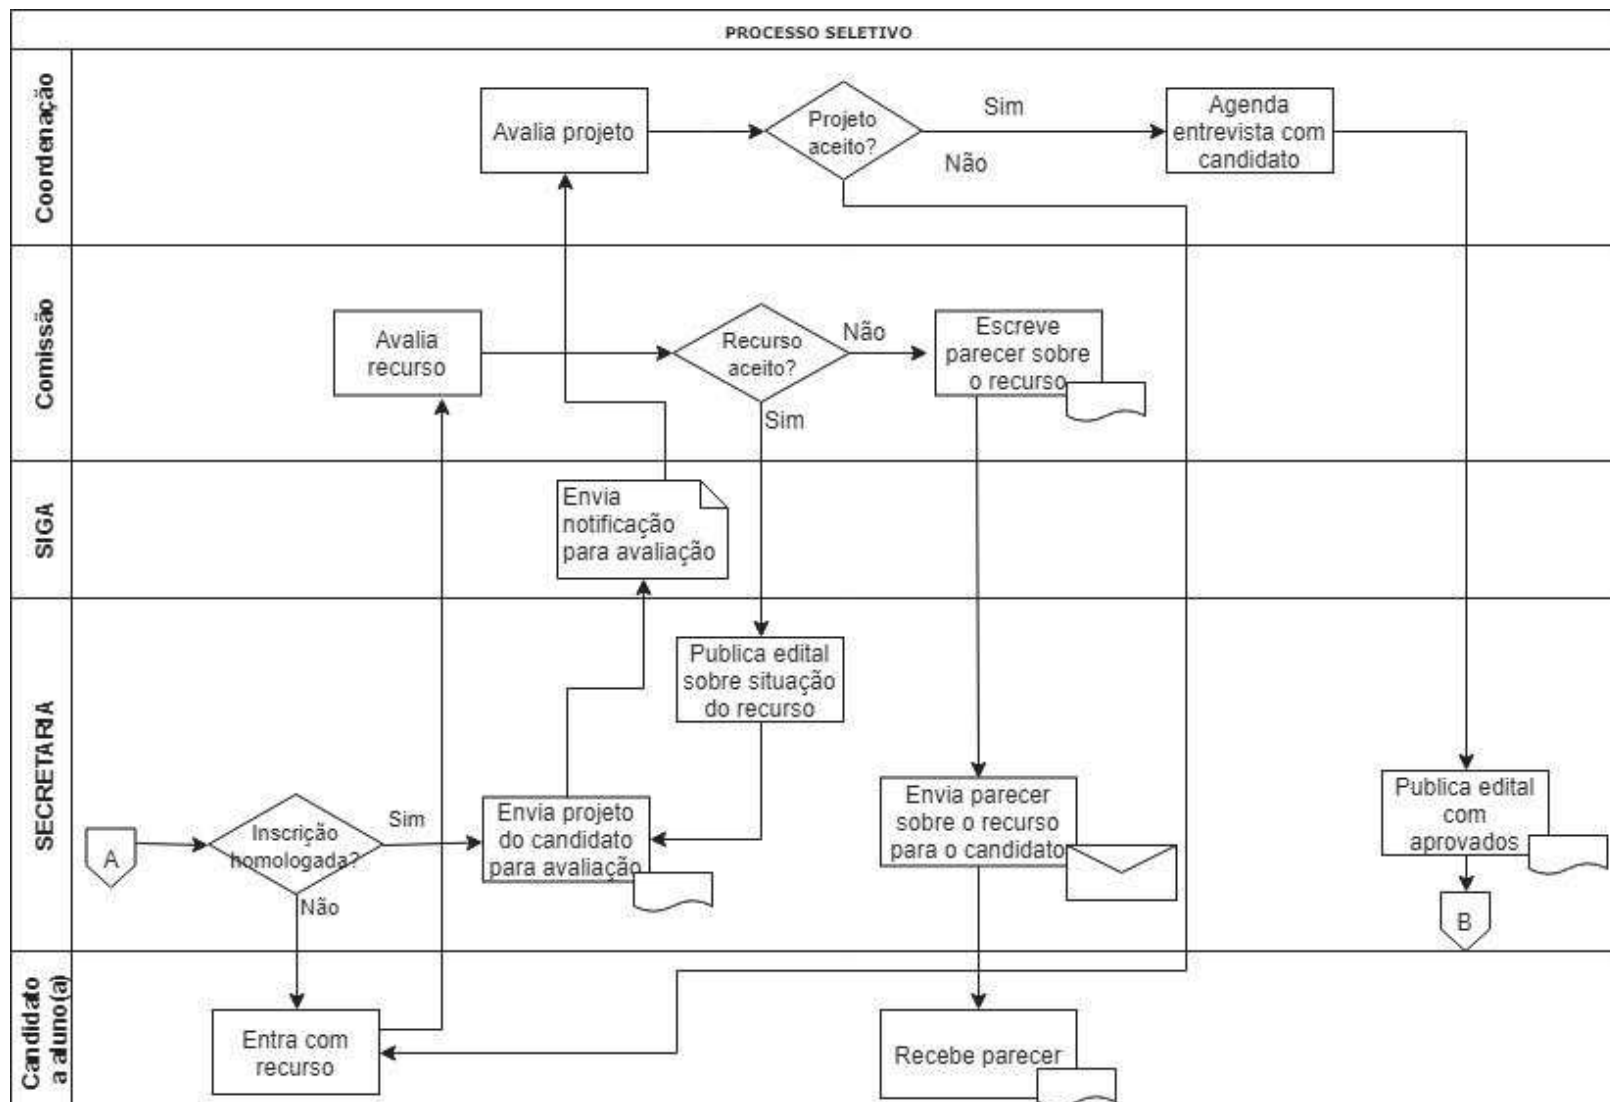 PROCESSO SELETIVO
Coordenação
Avalia projeto
Projeto
aceito?
Sim
Não
Agenda
entrevista com
candidato
Comissão
Avalia
recurso
Recurso
aceito?
Não
Sim
Escreve
parecer sobre
o recurso
SIGA
Envia
notificação
para avaliação
SECRETARIA
Publica edital
sobre situação
do recurso
A
Inscrição
homologada?
Sim
Não
Envia projeto
do candidato
para avaliação
Envia parecer
sobre o recurso
para o candidato
Publica edital
com
aprovados
B
Candidato
a aluno(a)
Entra com
recurso
Recebe parecer